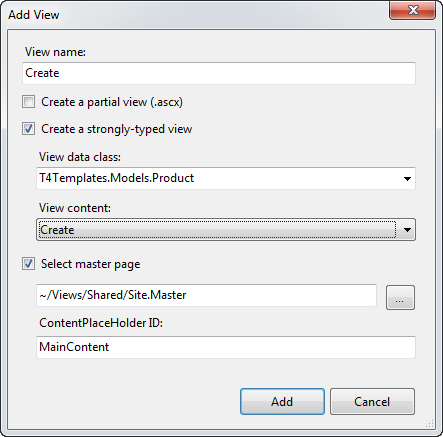 Add View
View name:
Create
Create a partial view (.ascx)
Create a strongly-typed view
View data class:
T4Templates.Models.Product
View content:
Create
Select master page
~/Views/Shared/Site.Master
...
ContentPlaceHolder ID:
MainContent
Add Cancel